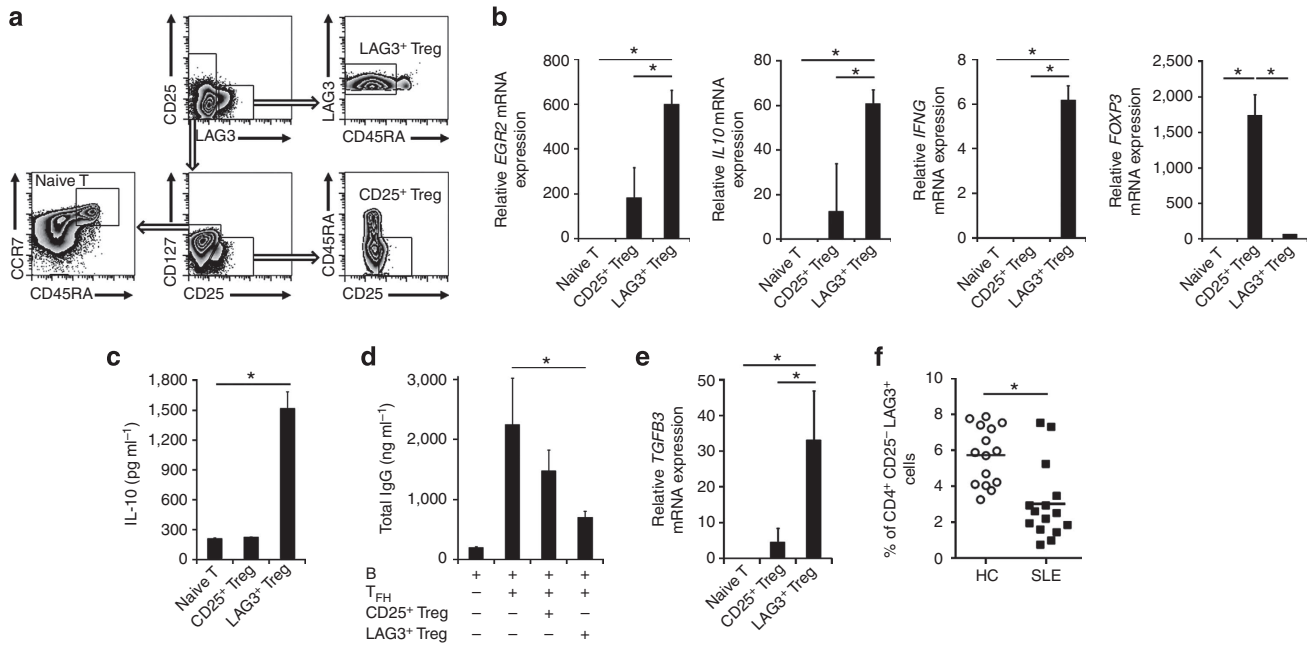 a
CD25
LAG3
LAG3
LAG3⁺ Treg
CD45RA
Naive T
CCR7
CD45RA
CD127
CD25
CD25⁺ Treg
CD45RA
CD25
b
*
*
800
600
400
200
0
Relative EGR2 mRNA
expression
Naive T
CD25⁺ Treg
LAG3⁺ Treg
*
*
80
60
40
20
0
Relative IL10 mRNA
expression
Naive T
CD25⁺ Treg
LAG3⁺ Treg
*
*
8
6
4
2
0
Relative IFNG
mRNA expression
Naive T
CD25⁺ Treg
LAG3⁺ Treg
* *
2,500
2,000
1,500
1,000
500
0
Relative FOXP3
mRNA expression
Naive T
CD25⁺ Treg
LAG3⁺ Treg
c
*
1,800
1,500
1,200
900
600
300
0
IL-10 (pg ml⁻¹)
Naive T
CD25⁺ Treg
LAG3⁺ Treg
d
*
3,000
2,000
1,000
0
Total IgG (ng ml⁻¹)
B + + + +
T_FH − + + +
CD25⁺ Treg − − + −
LAG3⁺ Treg − − − +
e
*
*
50
40
30
20
10
0
Relative TGFB3
mRNA expression
Naive T
CD25⁺ Treg
LAG3⁺ Treg
f
*
10
8
6
4
2
0
% of CD4⁺ CD25⁻ LAG3⁺
cells
HC SLE